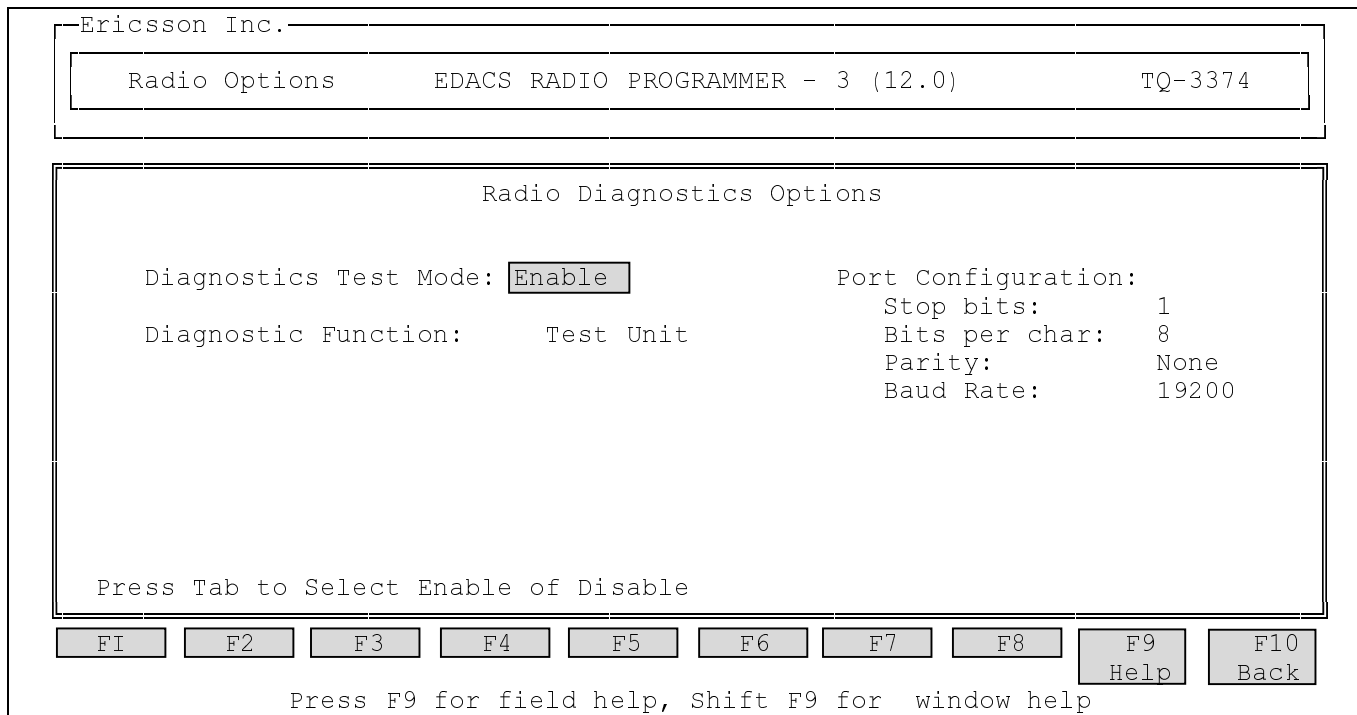 Ericsson Inc.
Radio Options EDACS RADIO PROGRAMMER - 3 (12.0) TQ-3374
Radio Diagnostics Options
Diagnostics Test Mode: Enable Port Configuration:
Stop bits: 1
Diagnostic Function: Test Unit Bits per char: 8
Parity: None
Baud Rate: 19200
Press Tab to Select Enable of Disable
FI F2 F3 F4 F5 F6 F7 F8 F9 F10
Help Back
Press F9 for field help, Shift F9 for window help